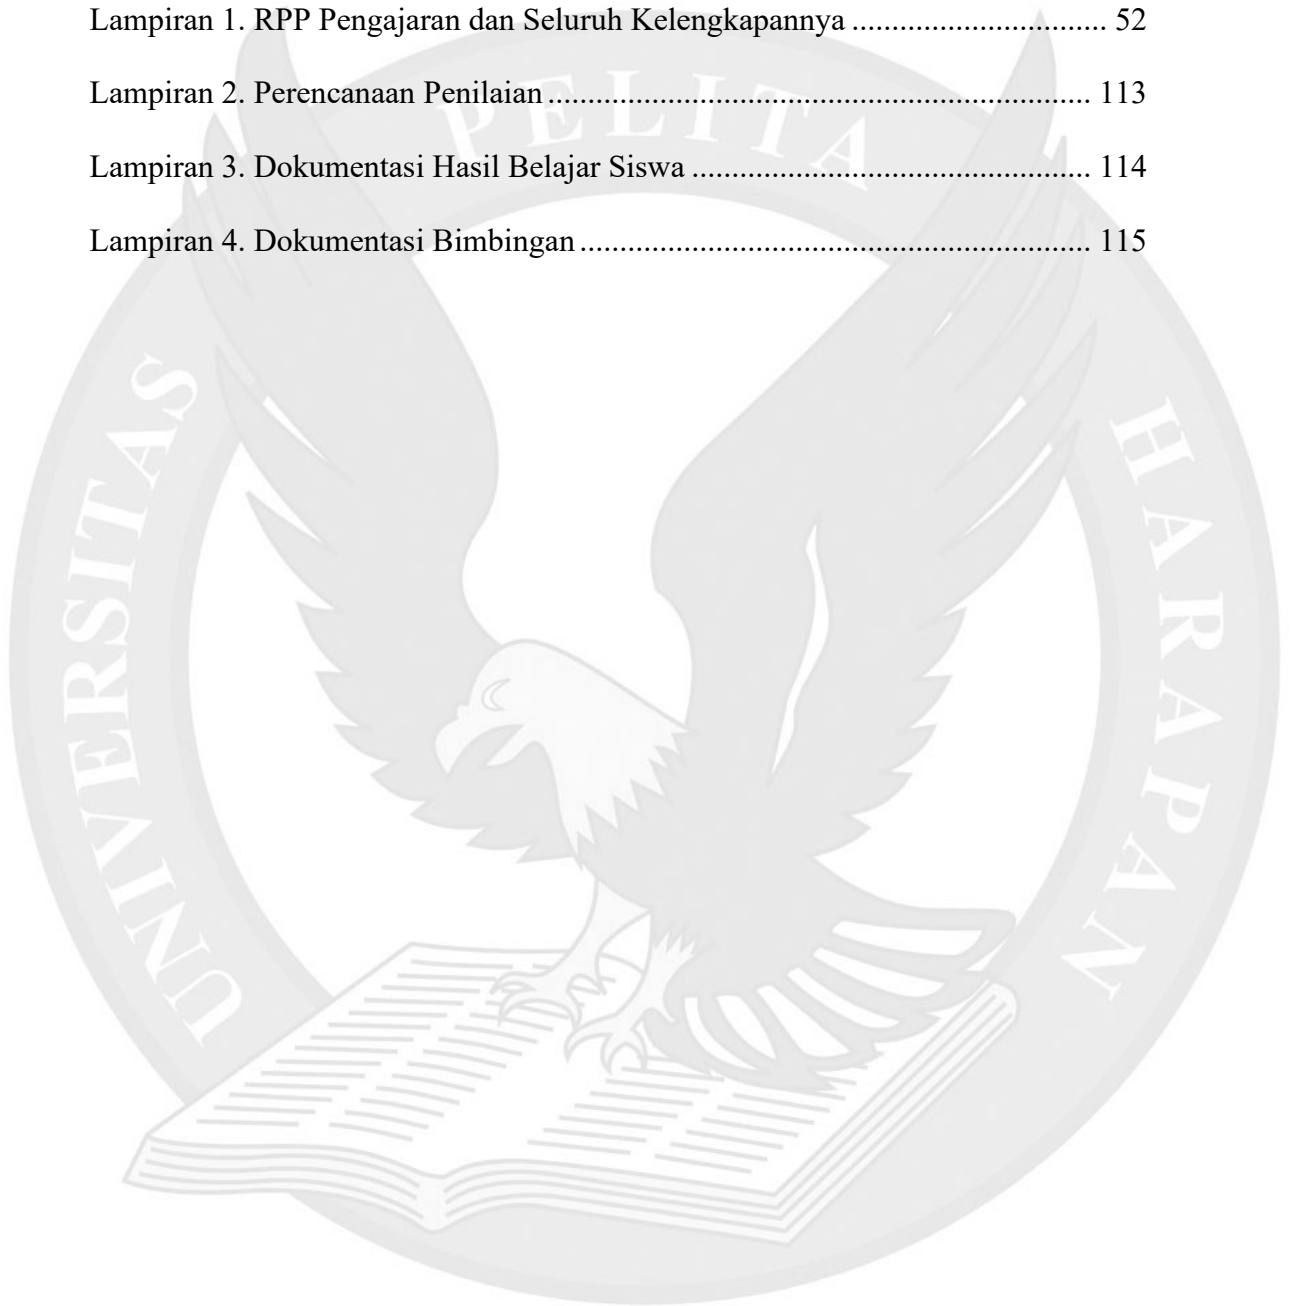 Lampiran 1. RPP Pengajaran dan Seluruh Kelengkapannya ................................ 52
Lampiran 2. Perencanaan Penilaian .................................................................... 113
Lampiran 3. Dokumentasi Hasil Belajar Siswa .................................................. 114
Lampiran 4. Dokumentasi Bimbingan ................................................................ 115
UNIVERSITAS PELITA HARAPAN